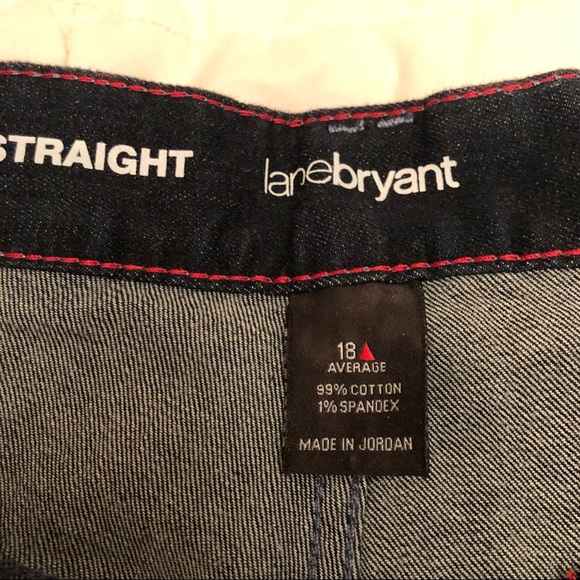 STRAIGHT
lanebryant
18
AVERAGE
99% COTTON
1% SPANDEX
MADE IN JORDAN